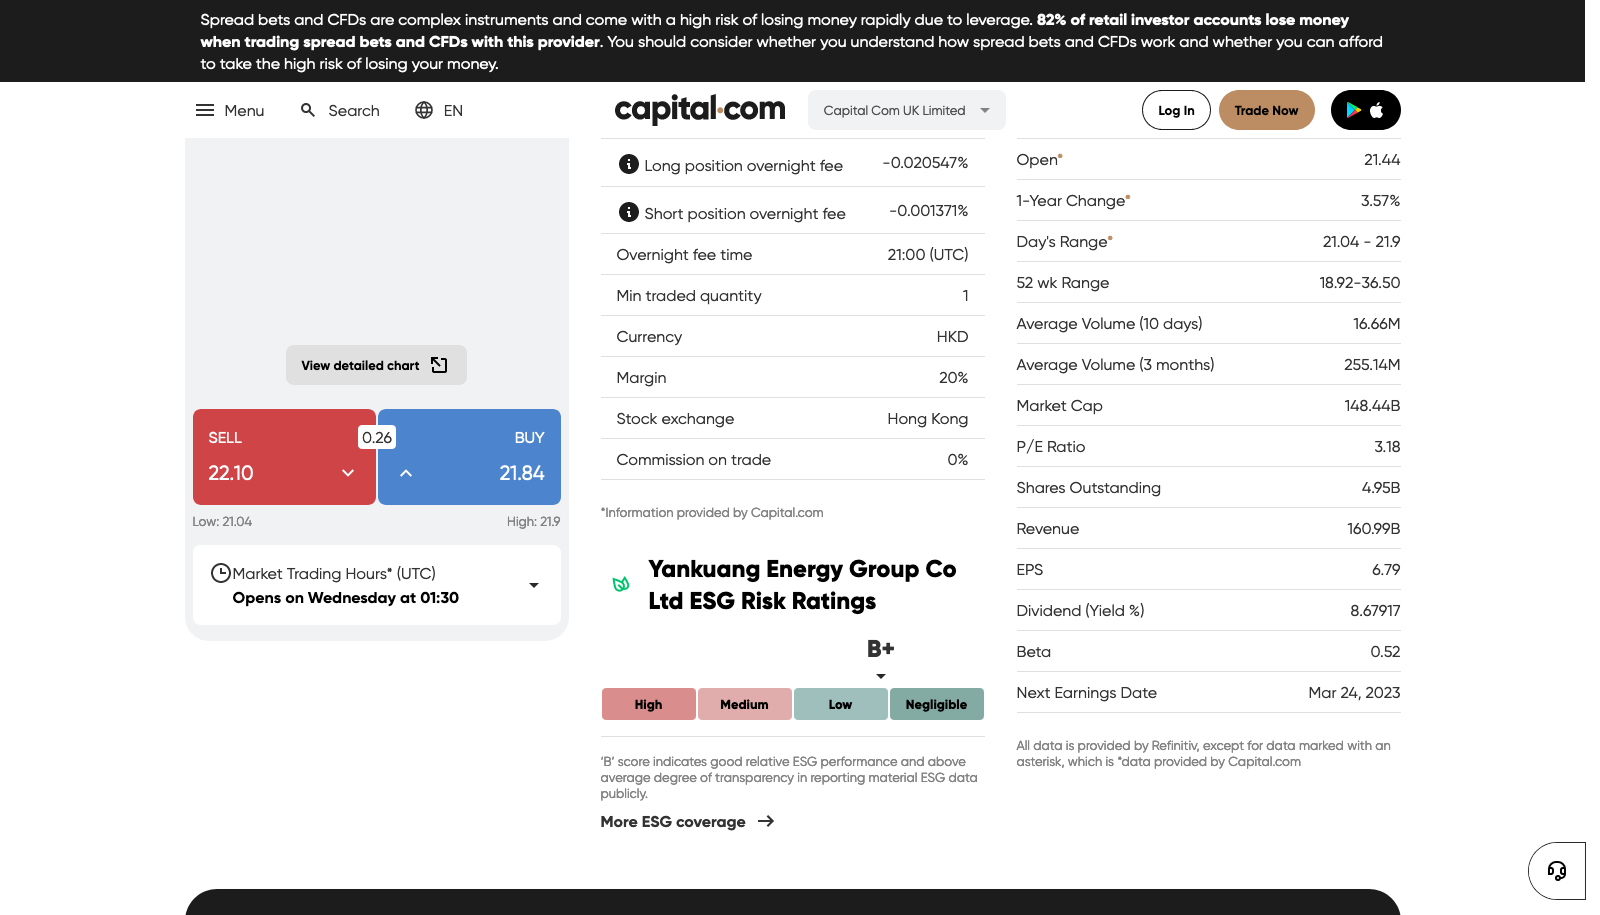 Spread bets and CFDs are complex instruments and come with a high risk of losing money rapidly due to leverage. 82% of retail investor accounts lose money
when trading spread bets and CFDs with this provider. You should consider whether you understand how spread bets and CFDs work and whether you can afford
to take the high risk of losing your money.
Menu Search EN capital.com Capital Com UK Limited Log In Trade Now
View detailed chart
SELL 0.26 BUY
22.10 21.84
Low: 21.04 High: 21.9
Market Trading Hours* (UTC)
Opens on Wednesday at 01:30
Long position overnight fee -0.020547%
Short position overnight fee -0.001371%
Overnight fee time 21:00 (UTC)
Min traded quantity 1
Currency HKD
Margin 20%
Stock exchange Hong Kong
Commission on trade 0%
*Information provided by Capital.com
Yankuang Energy Group Co
Ltd ESG Risk Ratings
B+
High Medium Low Negligible
'B' score indicates good relative ESG performance and above
average degree of transparency in reporting material ESG data
publicly.
More ESG coverage
Open* 21.44
1-Year Change* 3.57%
Day's Range* 21.04 - 21.9
52 wk Range 18.92-36.50
Average Volume (10 days) 16.66M
Average Volume (3 months) 255.14M
Market Cap 148.44B
P/E Ratio 3.18
Shares Outstanding 4.95B
Revenue 160.99B
EPS 6.79
Dividend (Yield %) 8.67917
Beta 0.52
Next Earnings Date Mar 24, 2023
All data is provided by Refinitiv, except for data marked with an
asterisk, which is *data provided by Capital.com